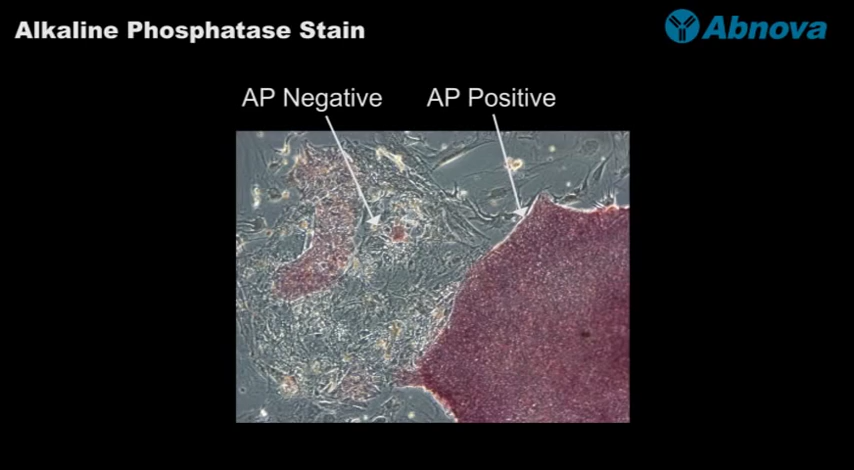 Alkaline Phosphatase Stain
Abnova
AP Negative
AP Positive